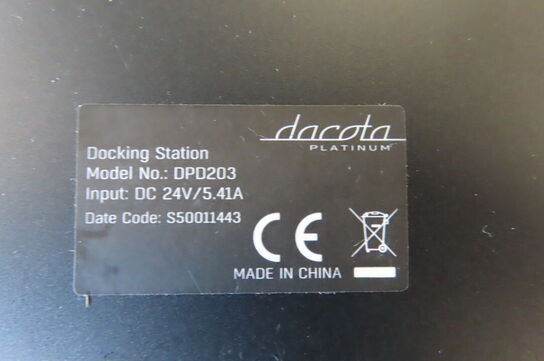 dacota
PLATINUM
Docking Station
Model No.: DPD203
Input: DC 24V/5.41A
Date Code: S50011443
CE
MADE IN CHINA